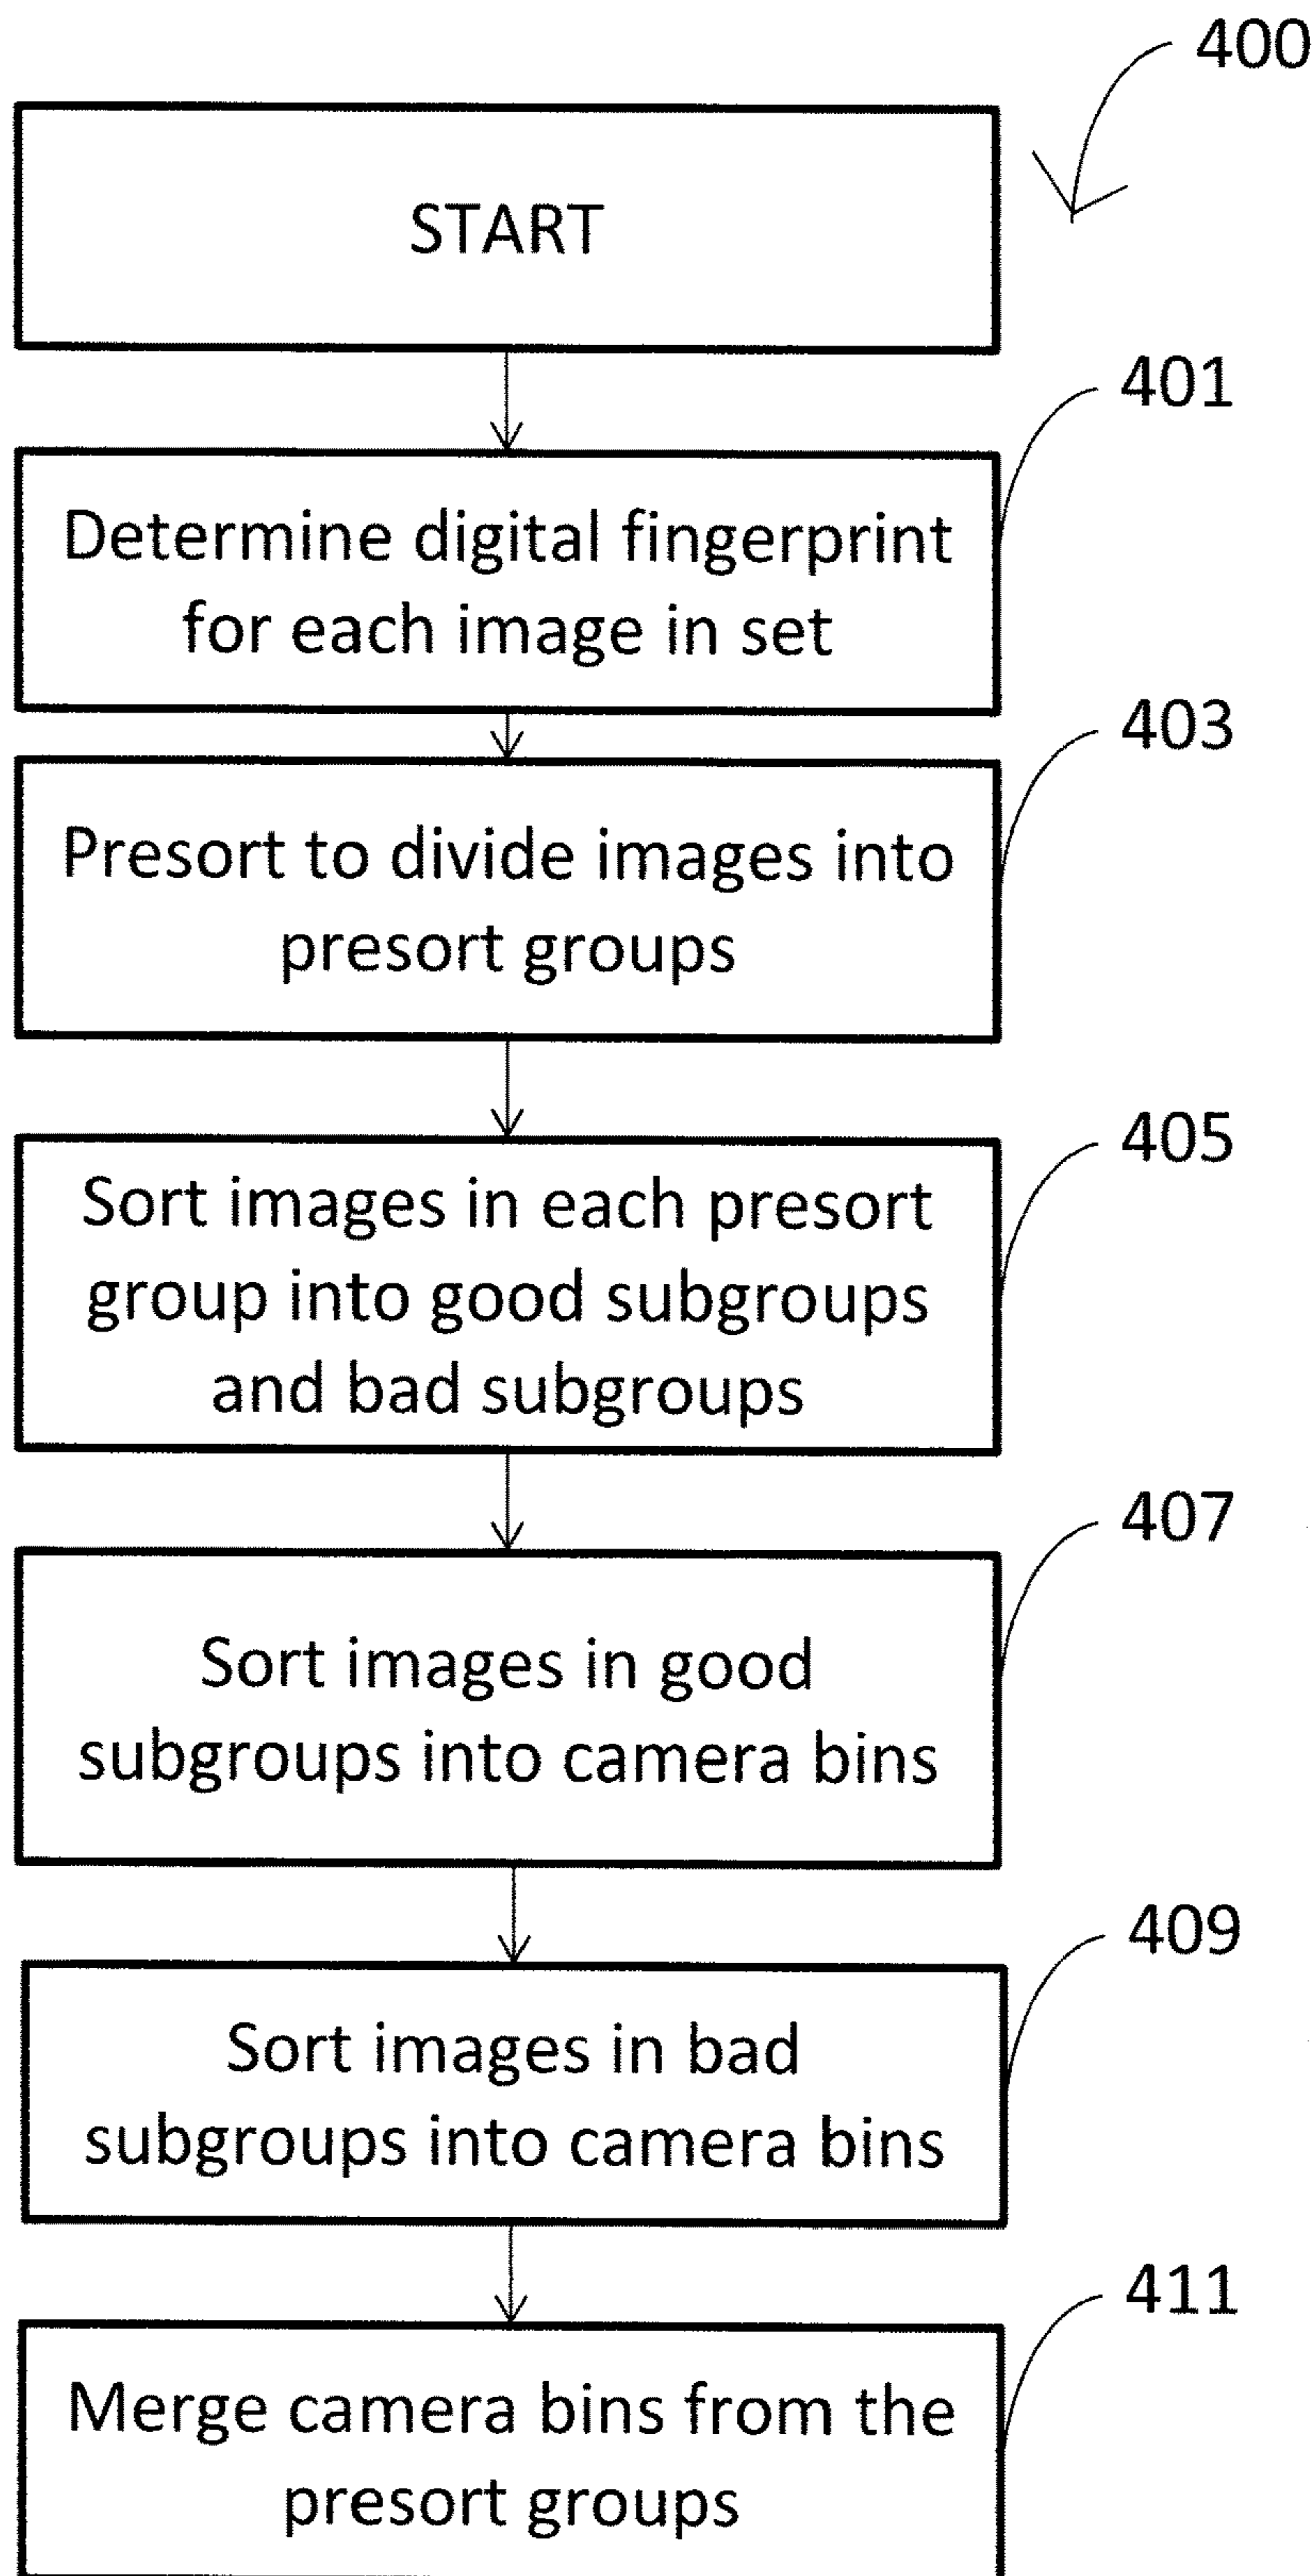 400
START
401
Determine digital fingerprint
for each image in set
403
Presort to divide images into
presort groups
405
Sort images in each presort
group into good subgroups
and bad subgroups
407
Sort images in good
subgroups into camera bins
409
Sort images in bad
subgroups into camera bins
411
Merge camera bins from the
presort groups